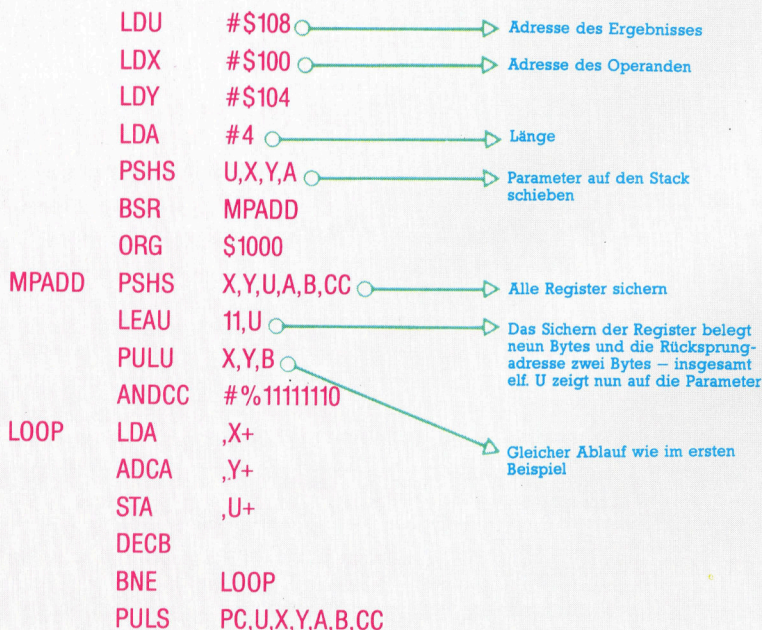 LDU #$108 Adresse des Ergebnisses
LDX #$100 Adresse des Operanden
LDY #$104
LDA #4 Länge
PSHS U,X,Y,A Parameter auf den Stack
schieben
BSR MPADD
ORG $1000
MPADD PSHS X,Y,U,A,B,CC Alle Register sichern
LEAU 11,U Das Sichern der Register belegt
neun Bytes und die Rücksprung-
adresse zwei Bytes – insgesamt
elf. U zeigt nun auf die Parameter
PULU X,Y,B
ANDCC #%11111110
LOOP LDA ,X+
Gleicher Ablauf wie im ersten
Beispiel
ADCA ,Y+
STA ,U+
DECB
BNE LOOP
PULS PC,U,X,Y,A,B,CC